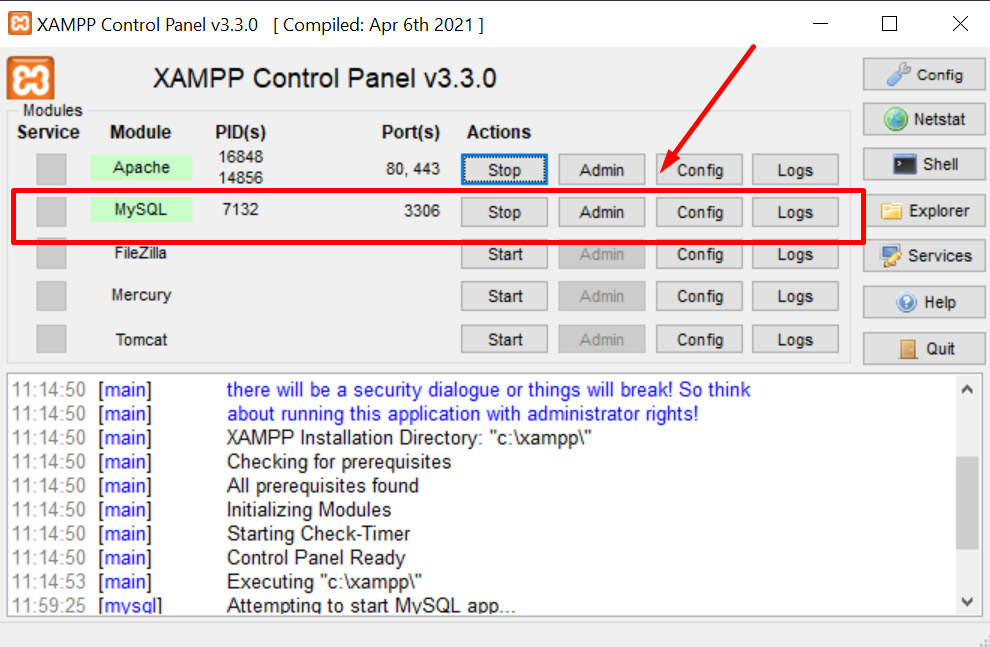 XAMPP Control Panel v3.3.0 [ Compiled: Apr 6th 2021 ]
XAMPP Control Panel v3.3.0
Config
Modules
Service Module PID(s) Port(s) Actions
Netstat
Apache 16848 14856 80, 443 Stop Admin Config Logs
Shell
MySQL 7132 3306 Stop Admin Config Logs
Explorer
FileZilla Start Admin Config Logs
Services
Mercury Start Admin Config Logs
Help
Tomcat Start Admin Config Logs
Quit
11:14:50 [main] there will be a security dialogue or things will break! So think
11:14:50 [main] about running this application with administrator rights!
11:14:50 [main] XAMPP Installation Directory: "c:\xampp\"
11:14:50 [main] Checking for prerequisites
11:14:50 [main] All prerequisites found
11:14:50 [main] Initializing Modules
11:14:50 [main] Starting Check-Timer
11:14:50 [main] Control Panel Ready
11:14:53 [main] Executing "c:\xampp\"
11:59:25 [mysql] Attempting to start MySQL app...